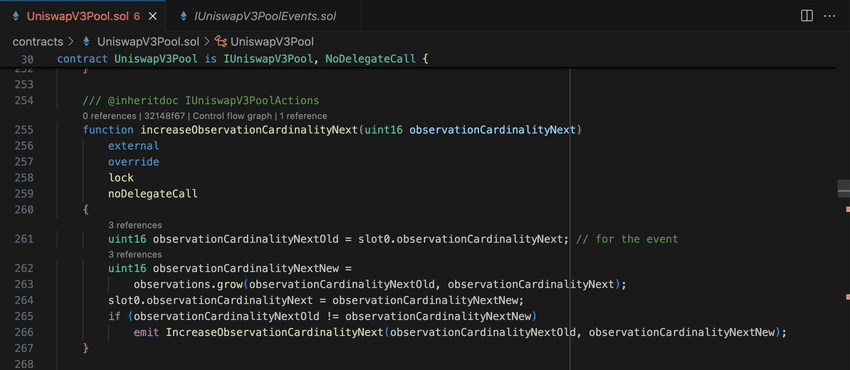 UniswapV3Pool.sol 6 × IUniswapV3PoolEvents.sol
contracts > UniswapV3Pool.sol > UniswapV3Pool
30 contract UniswapV3Pool is IUniswapV3Pool, NoDelegateCall {
252 }
253
254 /// @inheritdoc IUniswapV3PoolActions
0 references | 32148f67 | Control flow graph | 1 reference
255 function increaseObservationCardinalityNext(uint16 observationCardinalityNext)
256 external
257 override
258 lock
259 noDelegateCall
260 {
3 references
261 uint16 observationCardinalityNextOld = slot0.observationCardinalityNext; // for the event
3 references
262 uint16 observationCardinalityNextNew =
263 observations.grow(observationCardinalityNextOld, observationCardinalityNext);
264 slot0.observationCardinalityNext = observationCardinalityNextNew;
265 if (observationCardinalityNextOld != observationCardinalityNextNew)
266 emit IncreaseObservationCardinalityNext(observationCardinalityNextOld, observationCardinalityNextNew);
267 }
268